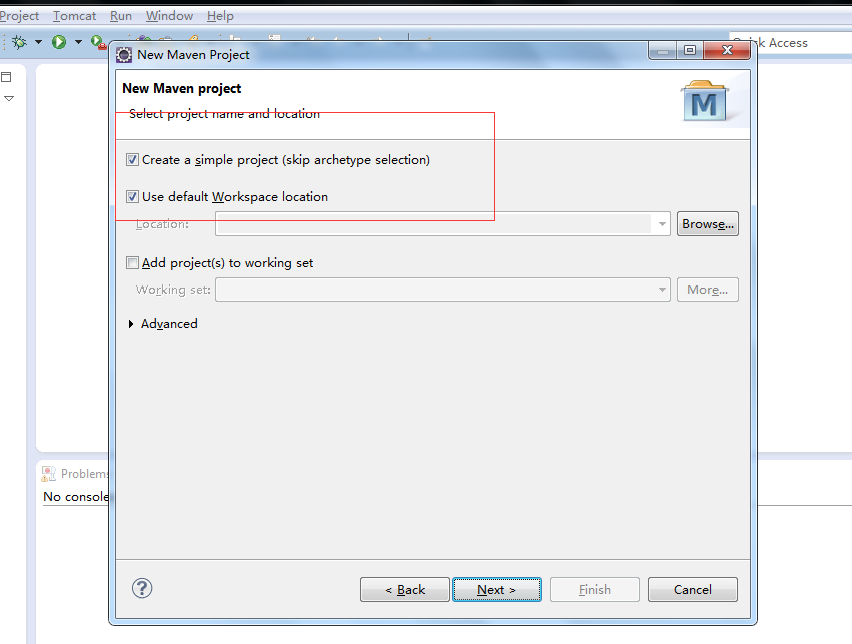 Project Tomcat Run Window Help
Access
New Maven Project
New Maven project
Select project name and location
Create a simple project (skip archetype selection)
Use default Workspace location
Location: Browse...
Add project(s) to working set
Working set: More...
Advanced
Problems
No console
< Back Next > Finish Cancel